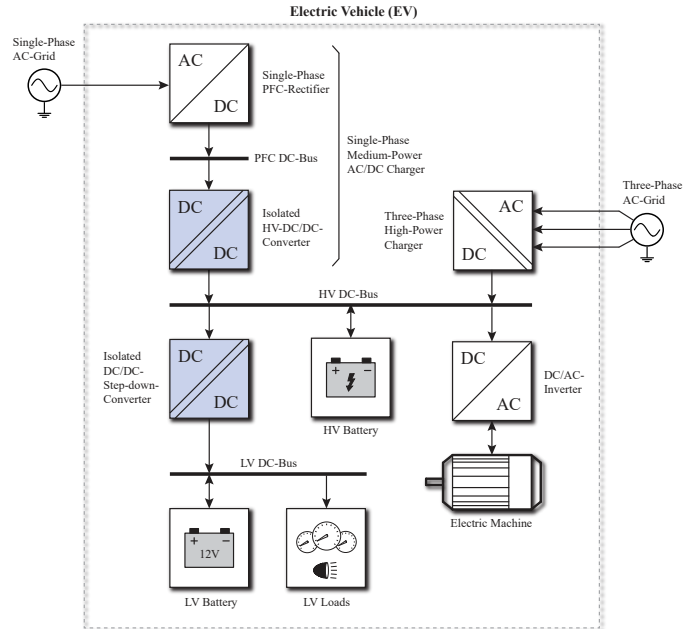 Electric Vehicle (EV)
Single-Phase
AC-Grid
AC
DC
Single-Phase
PFC-Rectifier
PFC DC-Bus
Single-Phase
Medium-Power
AC/DC Charger
DC
DC
Isolated
HV-DC/DC-
Converter
Three-Phase
High-Power
Charger
AC
DC
Three-Phase
AC-Grid
HV DC-Bus
Isolated
DC/DC-
Step-down-
Converter
DC
DC
+ −
HV Battery
DC
AC
DC/AC-
Inverter
LV DC-Bus
Electric Machine
+ −
12V
LV Battery
LV Loads